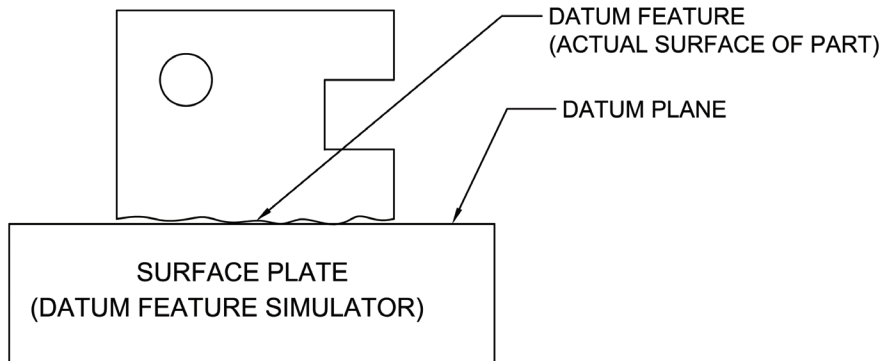 DATUM FEATURE
(ACTUAL SURFACE OF PART)
DATUM PLANE
SURFACE PLATE
(DATUM FEATURE SIMULATOR)